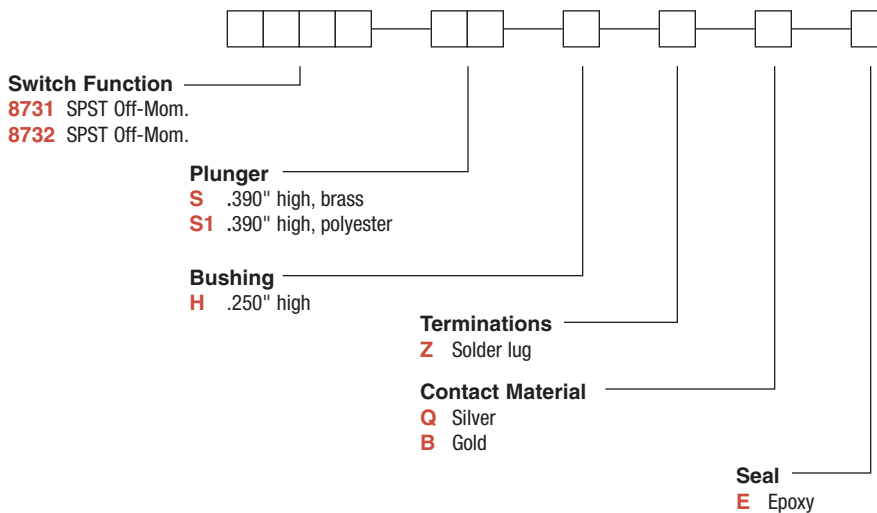 Switch Function
8731 SPST Off-Mom.
8732 SPST Off-Mom.
Plunger
S .390" high, brass
S1 .390" high, polyester
Bushing
H .250" high
Terminations
Z Solder lug
Contact Material
Q Silver
B Gold
Seal
E Epoxy